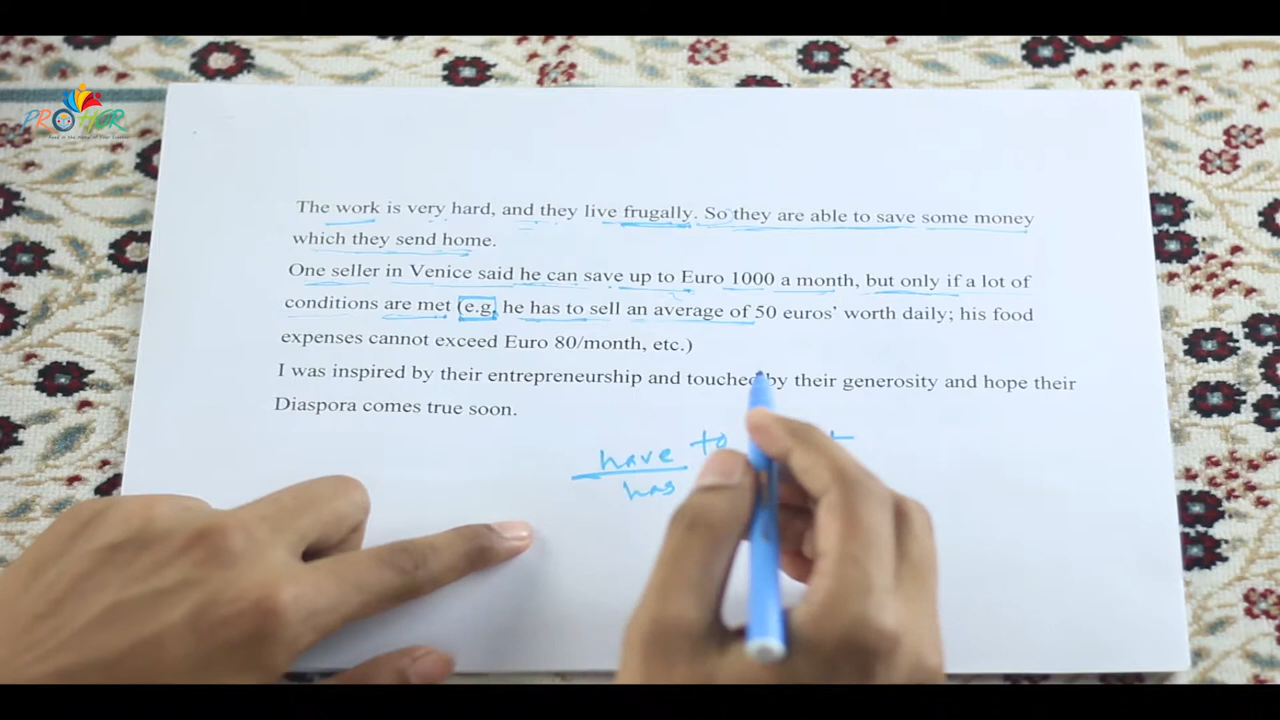 PROHOR
The work is very hard, and they live frugally. So they are able to save some money
which they send home.
One seller in Venice said he can save up to Euro 1000 a month, but only if a lot of
conditions are met (e.g, he has to sell an average of 50 euros' worth daily; his food
expenses cannot exceed Euro 80/month, etc.)
I was inspired by their entrepreneurship and touched by their generosity and hope their
Diaspora comes true soon.
have to
has